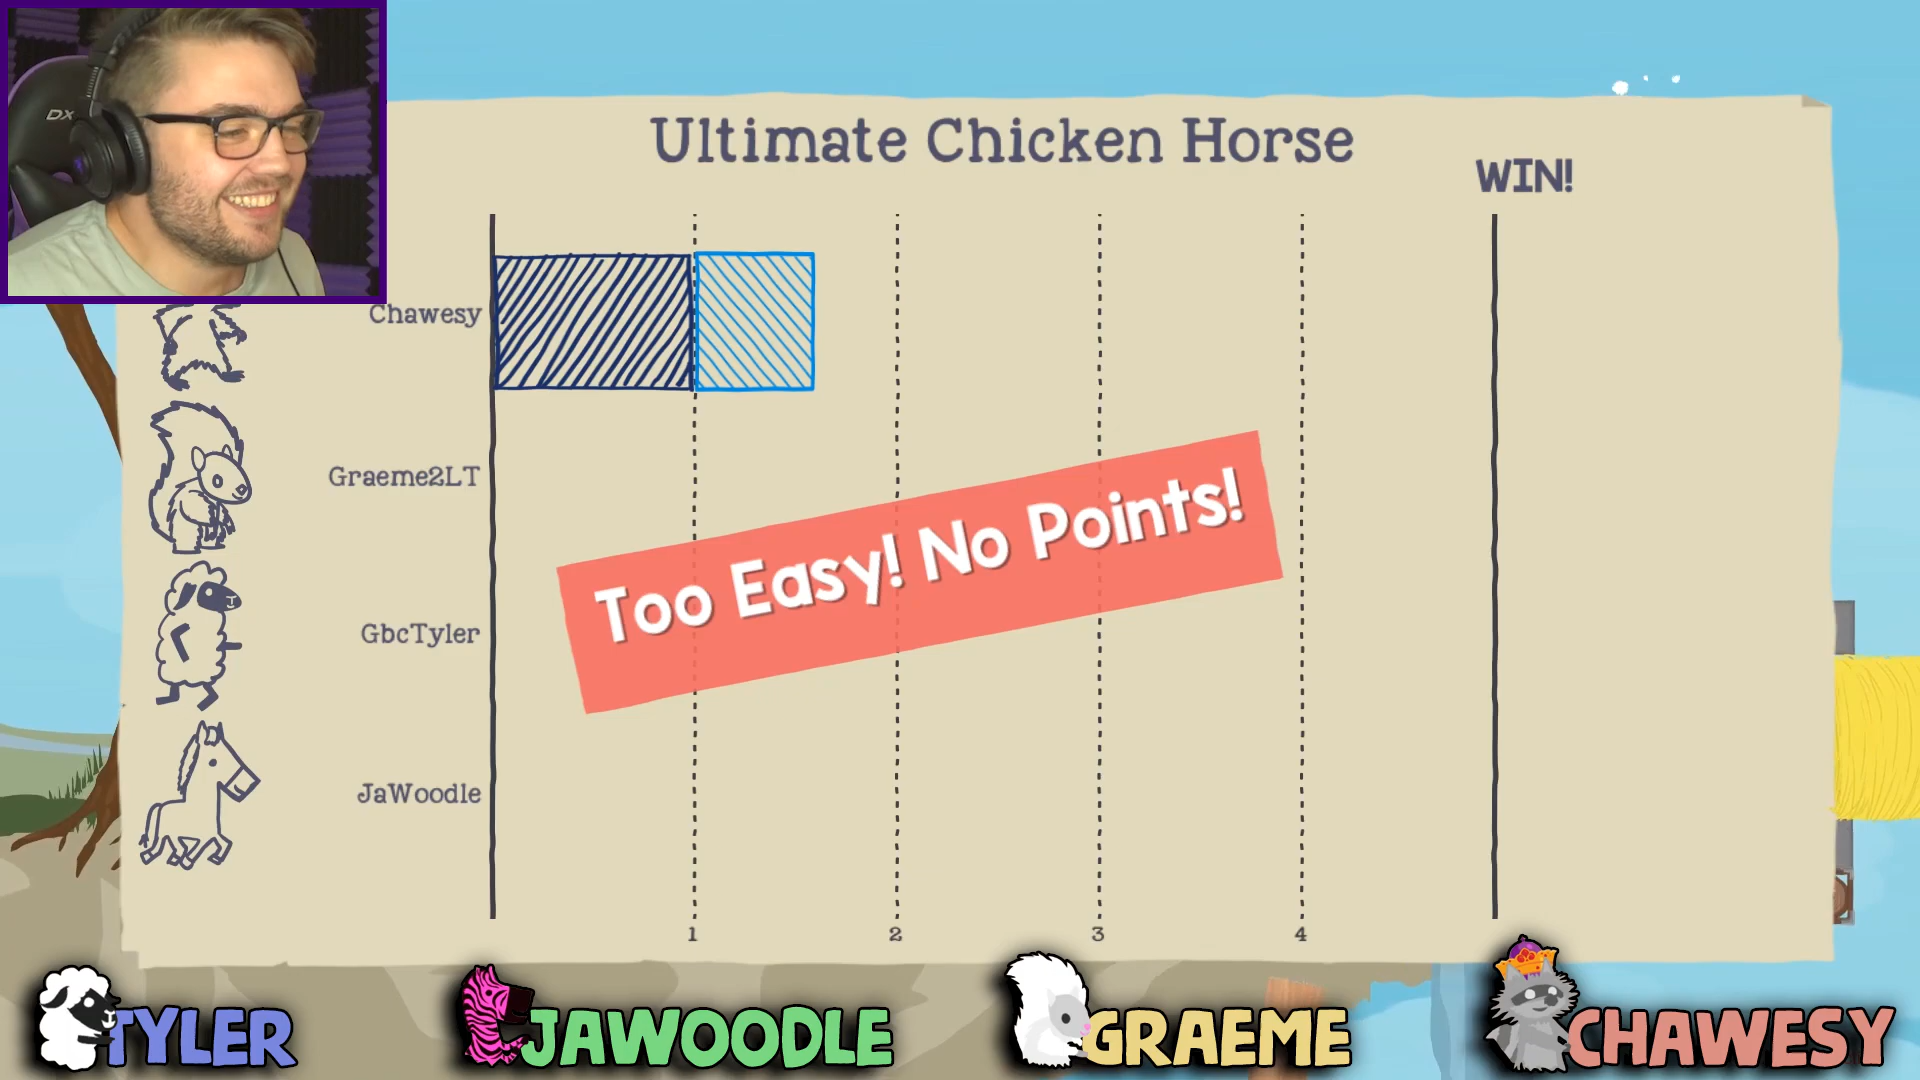 DX
Ultimate Chicken Horse
WIN!
Chawesy
Graeme2LT
GbcTyler
JaWoodle
Too Easy! No Points!
1 2 3 4
TYLER JAWOODLE GRAEME CHAWESY